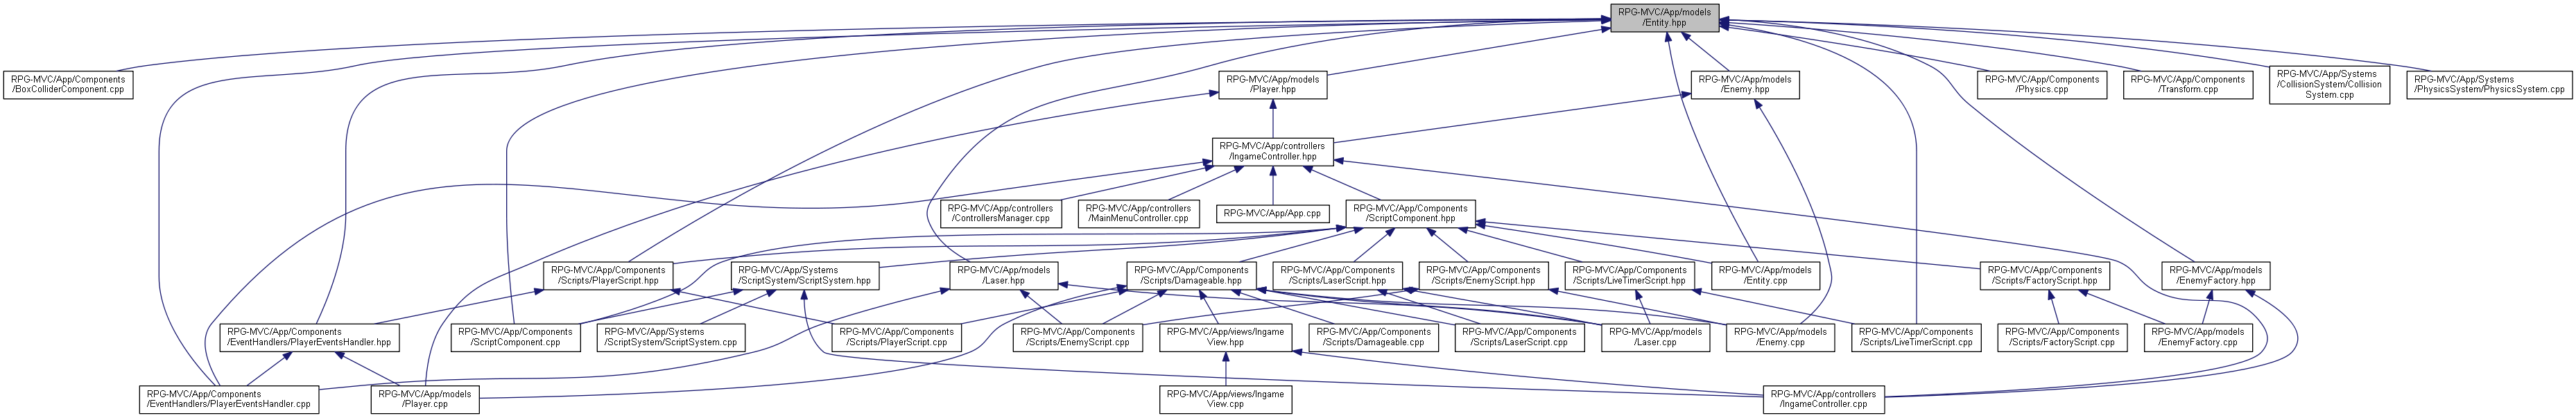 RPG-MVC/App/models
/Entity.hpp
RPG-MVC/App/Components
/BoxColliderComponent.cpp
RPG-MVC/App/models
/Player.hpp
RPG-MVC/App/models
/Enemy.hpp
RPG-MVC/App/Components
/Physics.cpp
RPG-MVC/App/Components
/Transform.cpp
RPG-MVC/App/Systems
/CollisionSystem/Collision
System.cpp
RPG-MVC/App/Systems
/PhysicsSystem/PhysicsSystem.cpp
RPG-MVC/App/controllers
/IngameController.hpp
RPG-MVC/App/controllers
/ControllersManager.cpp
RPG-MVC/App/controllers
/MainMenuController.cpp
RPG-MVC/App/App.cpp
RPG-MVC/App/Components
/ScriptComponent.hpp
RPG-MVC/App/Components
/Scripts/PlayerScript.hpp
RPG-MVC/App/Systems
/ScriptSystem/ScriptSystem.hpp
RPG-MVC/App/models
/Laser.hpp
RPG-MVC/App/Components
/Scripts/Damageable.hpp
RPG-MVC/App/Components
/Scripts/LaserScript.hpp
RPG-MVC/App/Components
/Scripts/EnemyScript.hpp
RPG-MVC/App/Components
/Scripts/LiveTimerScript.hpp
RPG-MVC/App/models
/Entity.cpp
RPG-MVC/App/Components
/Scripts/FactoryScript.hpp
RPG-MVC/App/models
/EnemyFactory.hpp
RPG-MVC/App/Components
/EventHandlers/PlayerEventsHandler.hpp
RPG-MVC/App/Components
/ScriptComponent.cpp
RPG-MVC/App/Systems
/ScriptSystem/ScriptSystem.cpp
RPG-MVC/App/Components
/Scripts/PlayerScript.cpp
RPG-MVC/App/Components
/Scripts/EnemyScript.cpp
RPG-MVC/App/views/Ingame
View.hpp
RPG-MVC/App/Components
/Scripts/Damageable.cpp
RPG-MVC/App/Components
/Scripts/LaserScript.cpp
RPG-MVC/App/models
/Laser.cpp
RPG-MVC/App/models
/Enemy.cpp
RPG-MVC/App/Components
/Scripts/LiveTimerScript.cpp
RPG-MVC/App/Components
/Scripts/FactoryScript.cpp
RPG-MVC/App/models
/EnemyFactory.cpp
RPG-MVC/App/Components
/EventHandlers/PlayerEventsHandler.cpp
RPG-MVC/App/models
/Player.cpp
RPG-MVC/App/views/Ingame
View.cpp
RPG-MVC/App/controllers
/IngameController.cpp